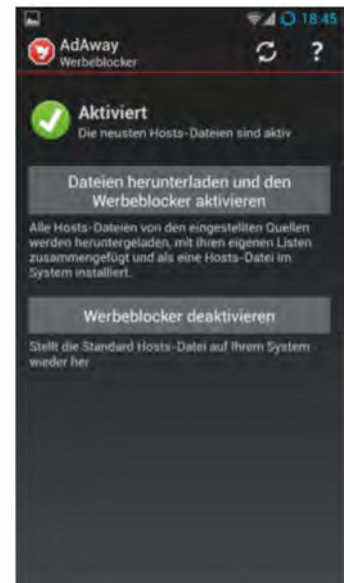 18:45
AdAway
Werbeblocker
?
Aktiviert
Die neusten Hosts-Dateien sind aktiv
Dateien herunterladen und den
Werbeblocker aktivieren
Alle Hosts-Dateien von den eingestellten Quellen
werden heruntergeladen, mit Ihren eigenen Listen
zusammengefügt und als eine Hosts-Datei im
System installiert.
Werbeblocker deaktivieren
Stellt die Standard Hosts-Datei auf Ihrem System
wieder her